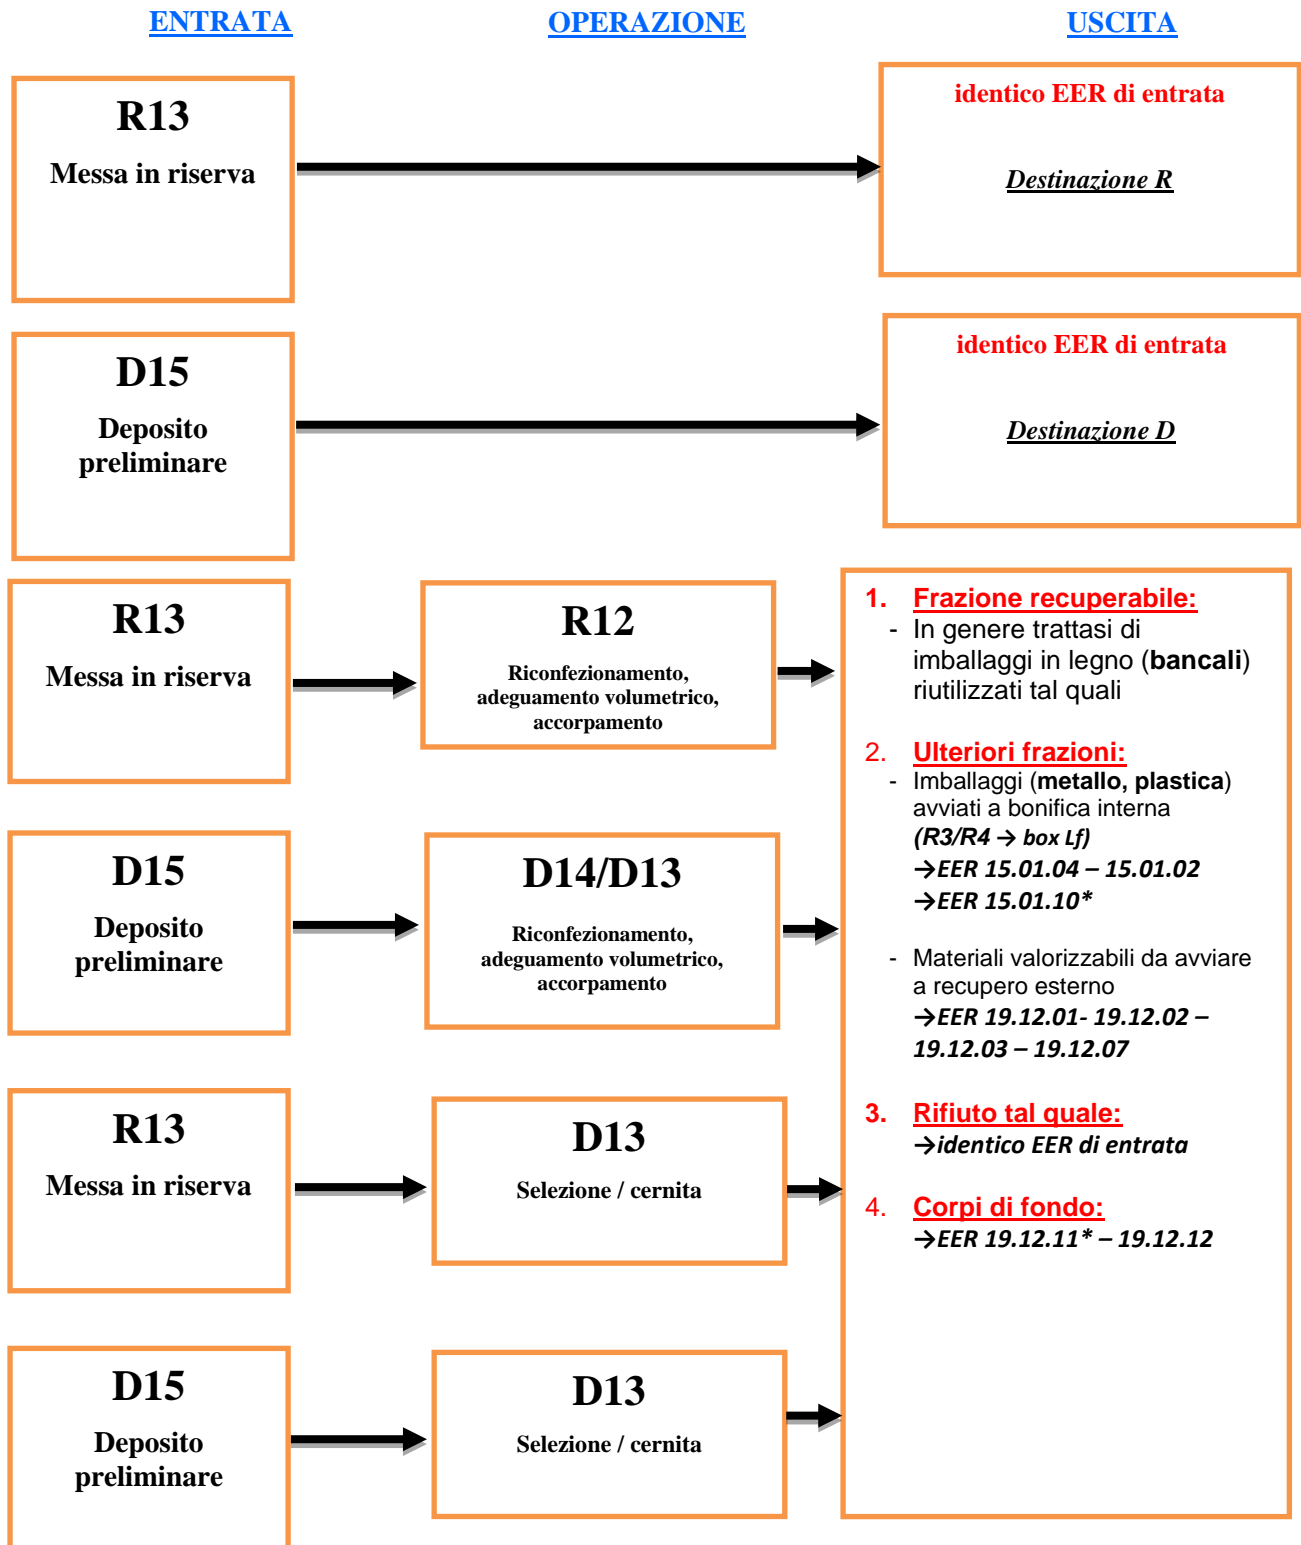 ENTRATA
OPERAZIONE
USCITA
R13
Messa in riserva
identico EER di entrata
Destinazione R
D15
Deposito
preliminare
identico EER di entrata
Destinazione D
R13
Messa in riserva
R12
Riconfezionamento,
adeguamento volumetrico,
accorpamento
D15
Deposito
preliminare
D14/D13
Riconfezionamento,
adeguamento volumetrico,
accorpamento
R13
Messa in riserva
D13
Selezione / cernita
D15
Deposito
preliminare
D13
Selezione / cernita
1. Frazione recuperabile:
- In genere trattasi di
imballaggi in legno (bancali)
riutilizzati tal quali
2. Ulteriori frazioni:
- Imballaggi (metallo, plastica)
avviati a bonifica interna
(R3/R4 → box Lf)
→EER 15.01.04 – 15.01.02
→EER 15.01.10*
- Materiali valorizzabili da avviare
a recupero esterno
→EER 19.12.01- 19.12.02 –
19.12.03 – 19.12.07
3. Rifiuto tal quale:
→identico EER di entrata
4. Corpi di fondo:
→EER 19.12.11* – 19.12.12